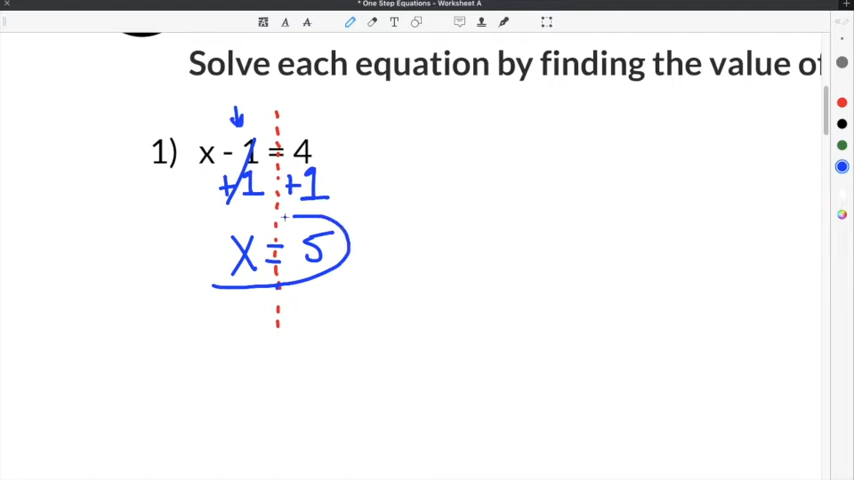 * One Step Equations - Worksheet A
A A T
Solve each equation by finding the value of
1) x - 1 = 4
+1 +1
x = 5